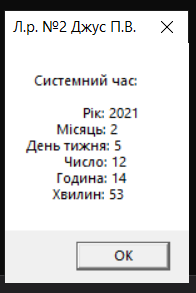 Л.р. №2 Джус П.В.
Системний час:
Рік: 2021
Місяць: 2
День тижня: 5
Число: 12
Година: 14
Хвилин: 53
OK